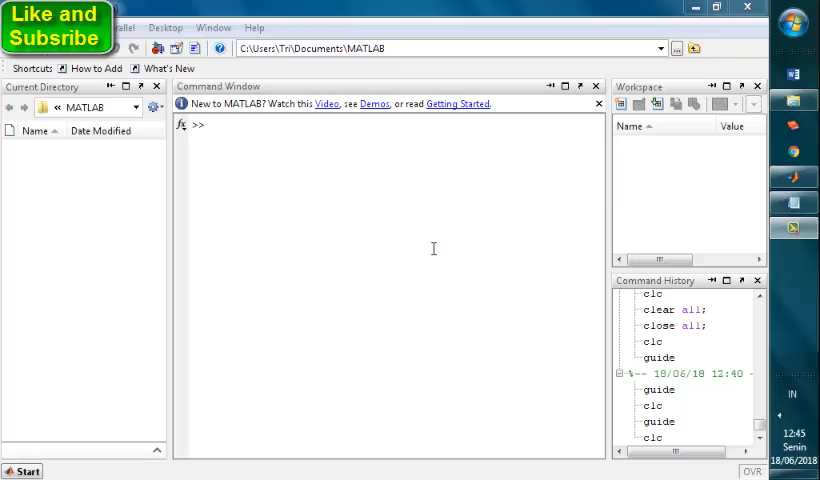 Like and
Subsribe
Parallel Desktop Window Help
C:\Users\Tri\Documents\MATLAB
Shortcuts How to Add What's New
Current Directory
« MATLAB
Name Date Modified
Command Window
New to MATLAB? Watch this Video, see Demos, or read Getting Started.
fx >>
Workspace
Name Value
Command History
clc
clear all;
close all;
clc
guide
%-- 18/06/18 12:40
guide
clc
guide
clc
Start
OVR
IN
12:45
Senin
18/06/2018